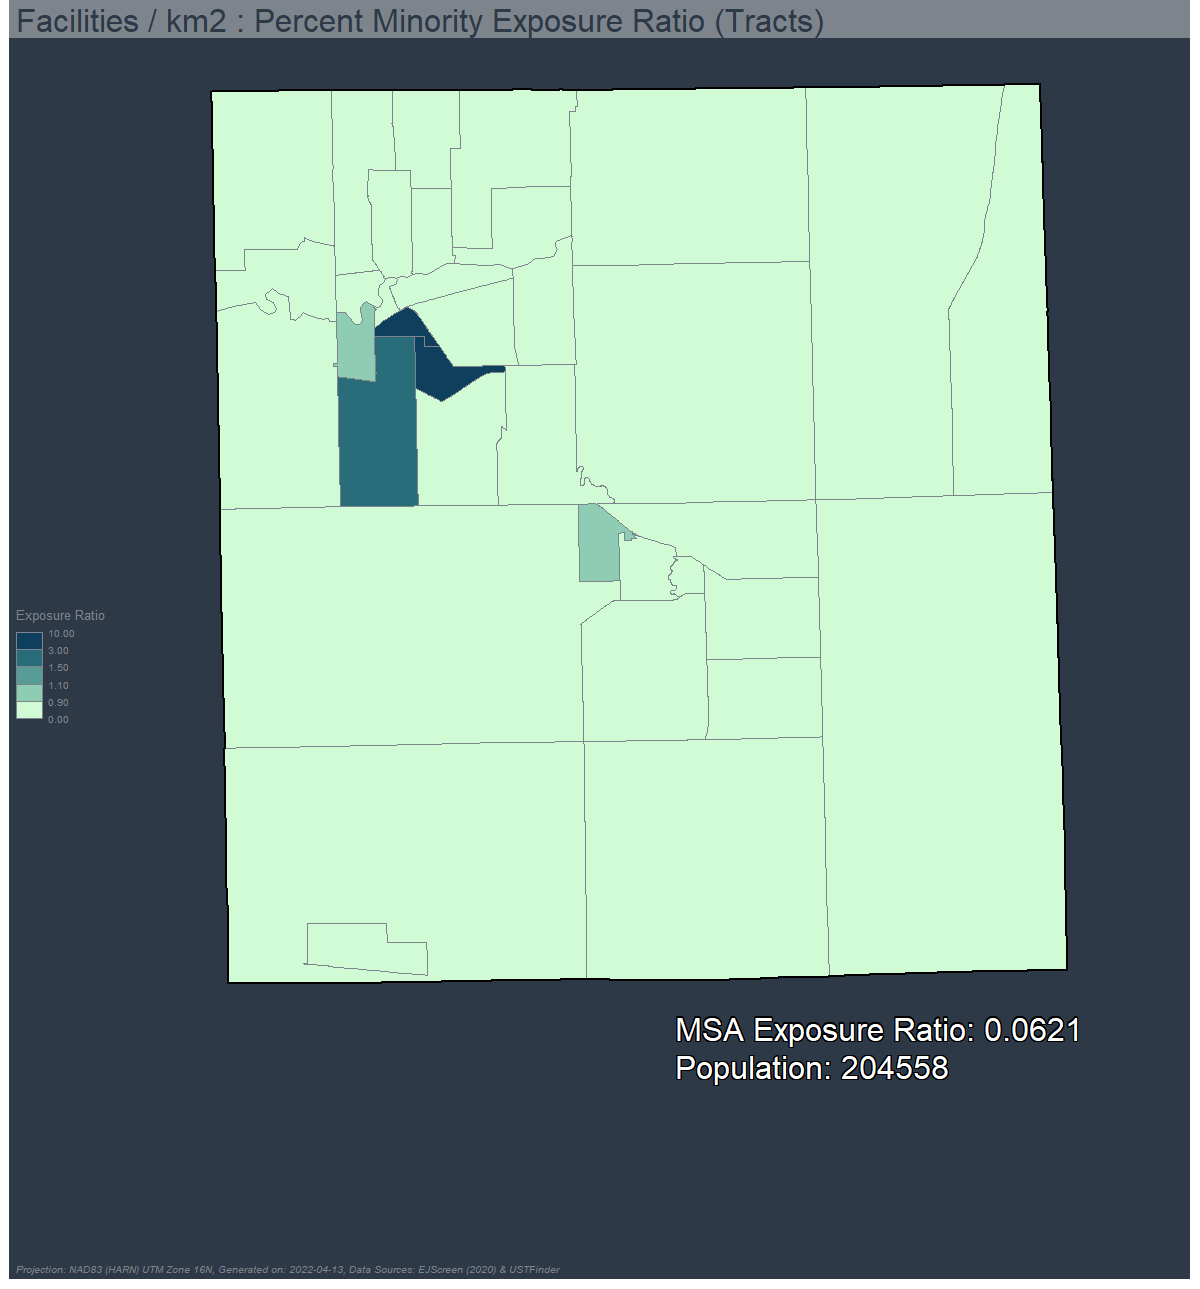 Facilities / km2 : Percent Minority Exposure Ratio (Tracts)
Exposure Ratio
10.00
3.00
1.50
1.10
0.90
0.00
MSA Exposure Ratio: 0.0621
Population: 204558
Projection: NAD83 (HARN) UTM Zone 16N, Generated on: 2022-04-13, Data Sources: EJScreen (2020) & USTFinder